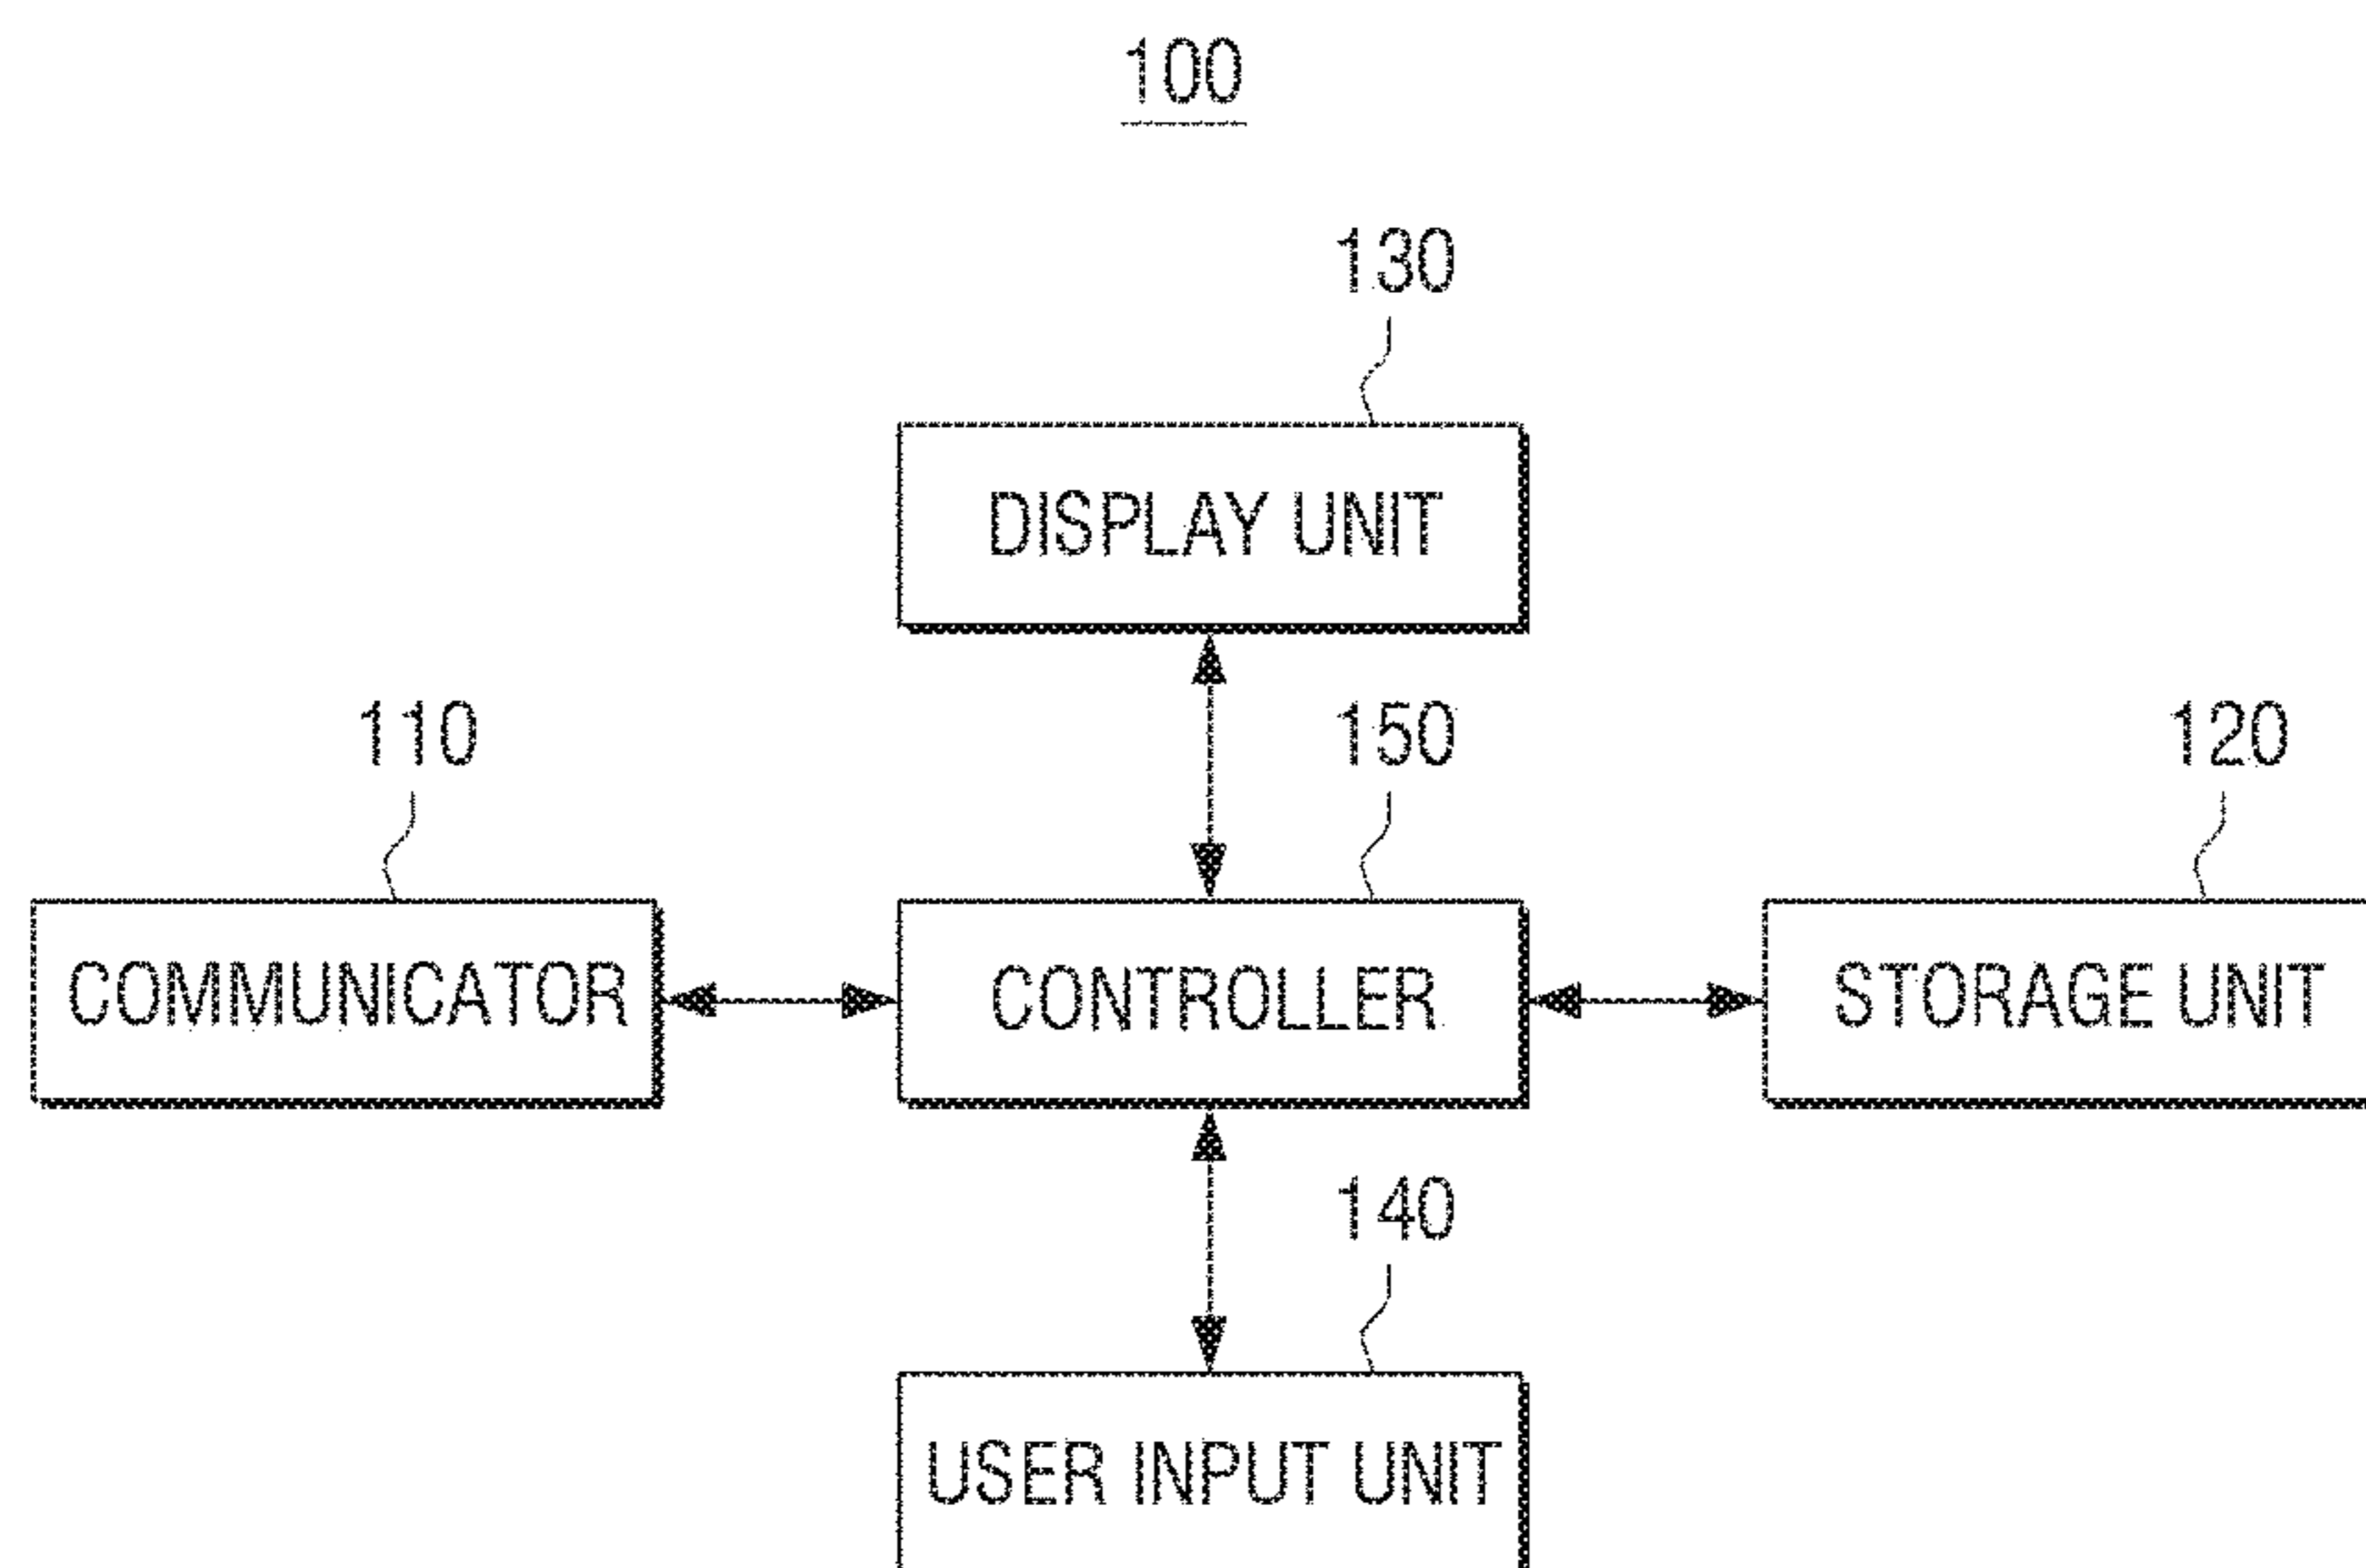 100
130
DISPLAY UNIT
110
150
120
COMMUNICATOR
CONTROLLER
STORAGE UNIT
140
USER INPUT UNIT